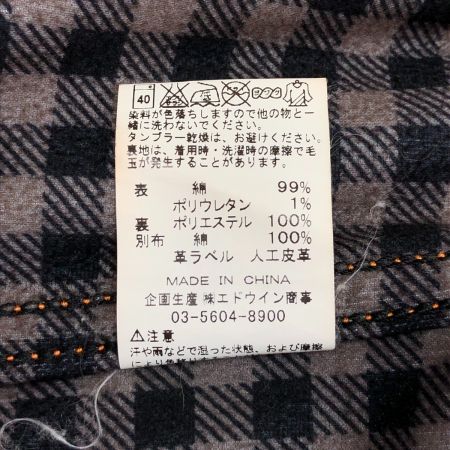 40
染料が色落ちしますので他の物と一
緒に洗わないでください。
タンブラー乾燥は、お避けください。
裏地は、着用時・洗濯時の摩擦で毛
玉が発生することがあります。
表 綿 99%
ポリウレタン 1%
裏 ポリエステル 100%
別布 綿 100%
革ラベル 人工皮革
MADE IN CHINA
企画生産 ㈱エドウイン商事
03-5604-8900
⚠注意
汗や雨などで湿った状態、および摩擦
により色移り